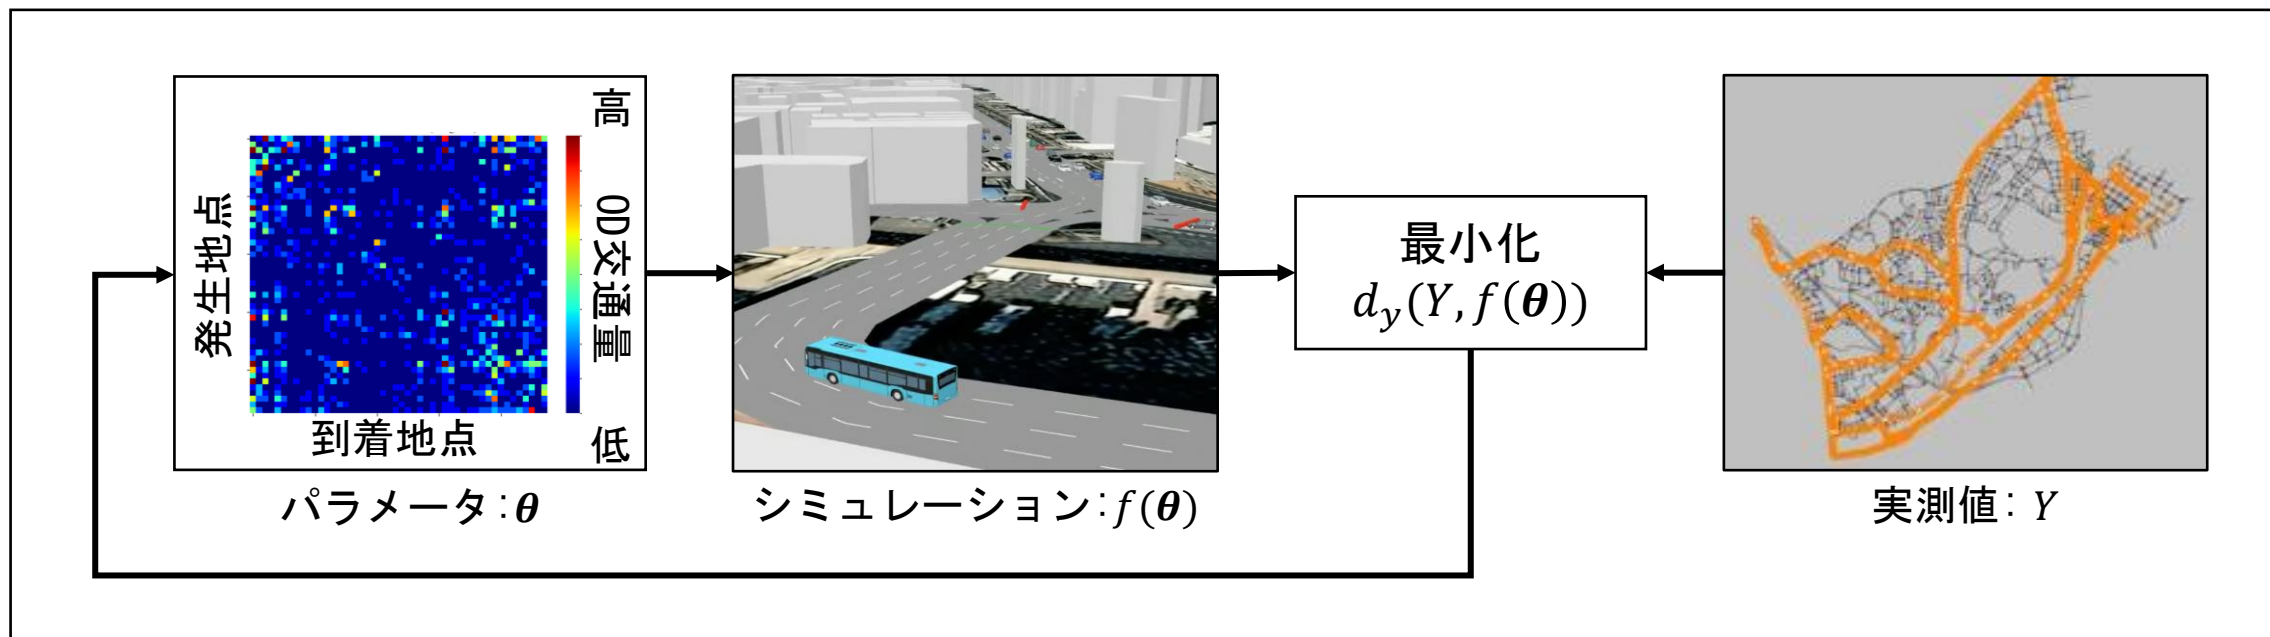 高
発生地点
OD交通量
到着地点
低
パラメータ:θ
シミュレーション:f(θ)
最小化
d_y(Y, f(θ))
実測値: Y